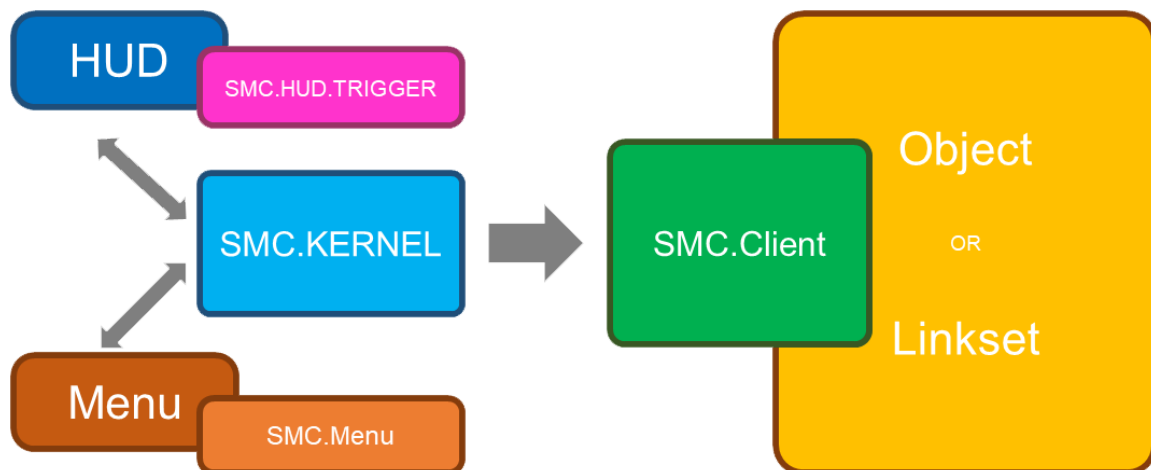 HUD
SMC.HUD.TRIGGER
SMC.KERNEL
Menu
SMC.Menu
SMC.Client
Object
OR
Linkset